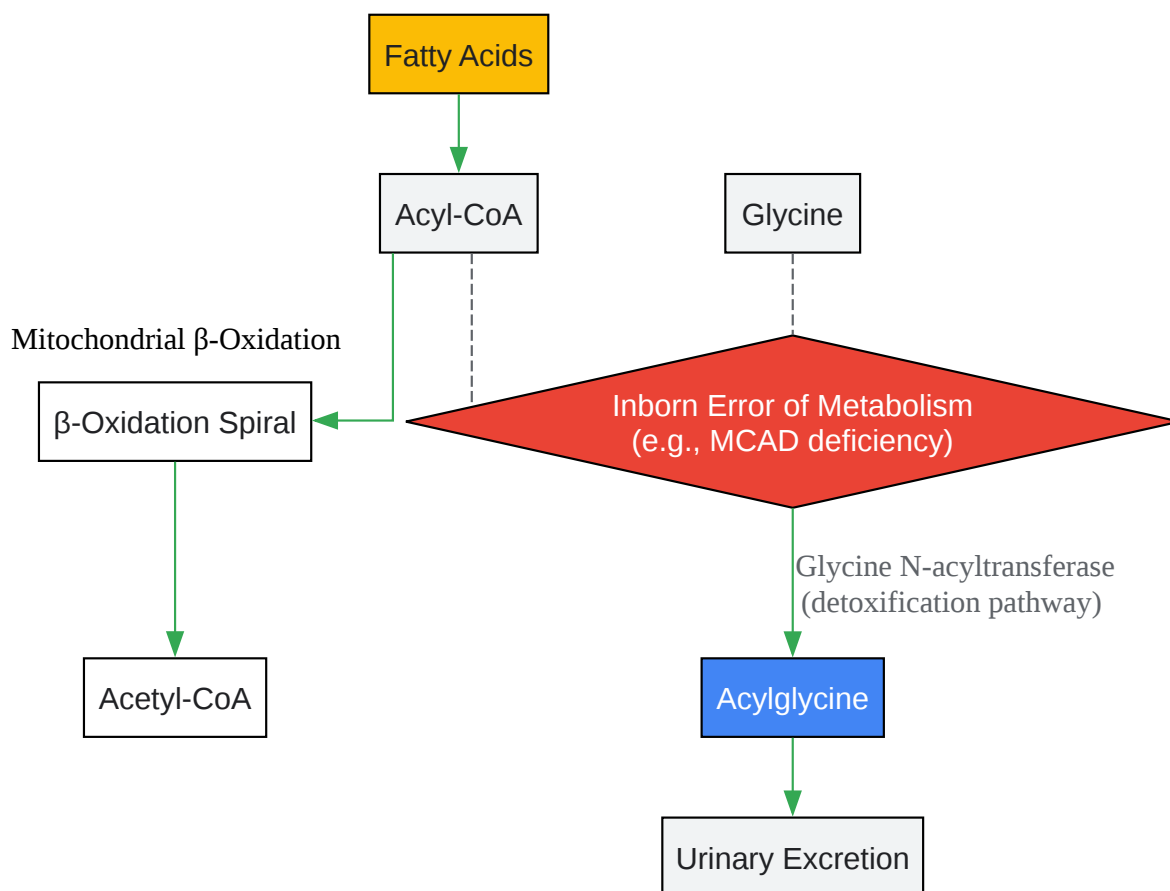 Fatty Acids
Acyl-CoA
Glycine
Mitochondrial β-Oxidation
β-Oxidation Spiral
Inborn Error of Metabolism
(e.g., MCAD deficiency)
Glycine N-acyltransferase
(detoxification pathway)
Acetyl-CoA
Acylglycine
Urinary Excretion